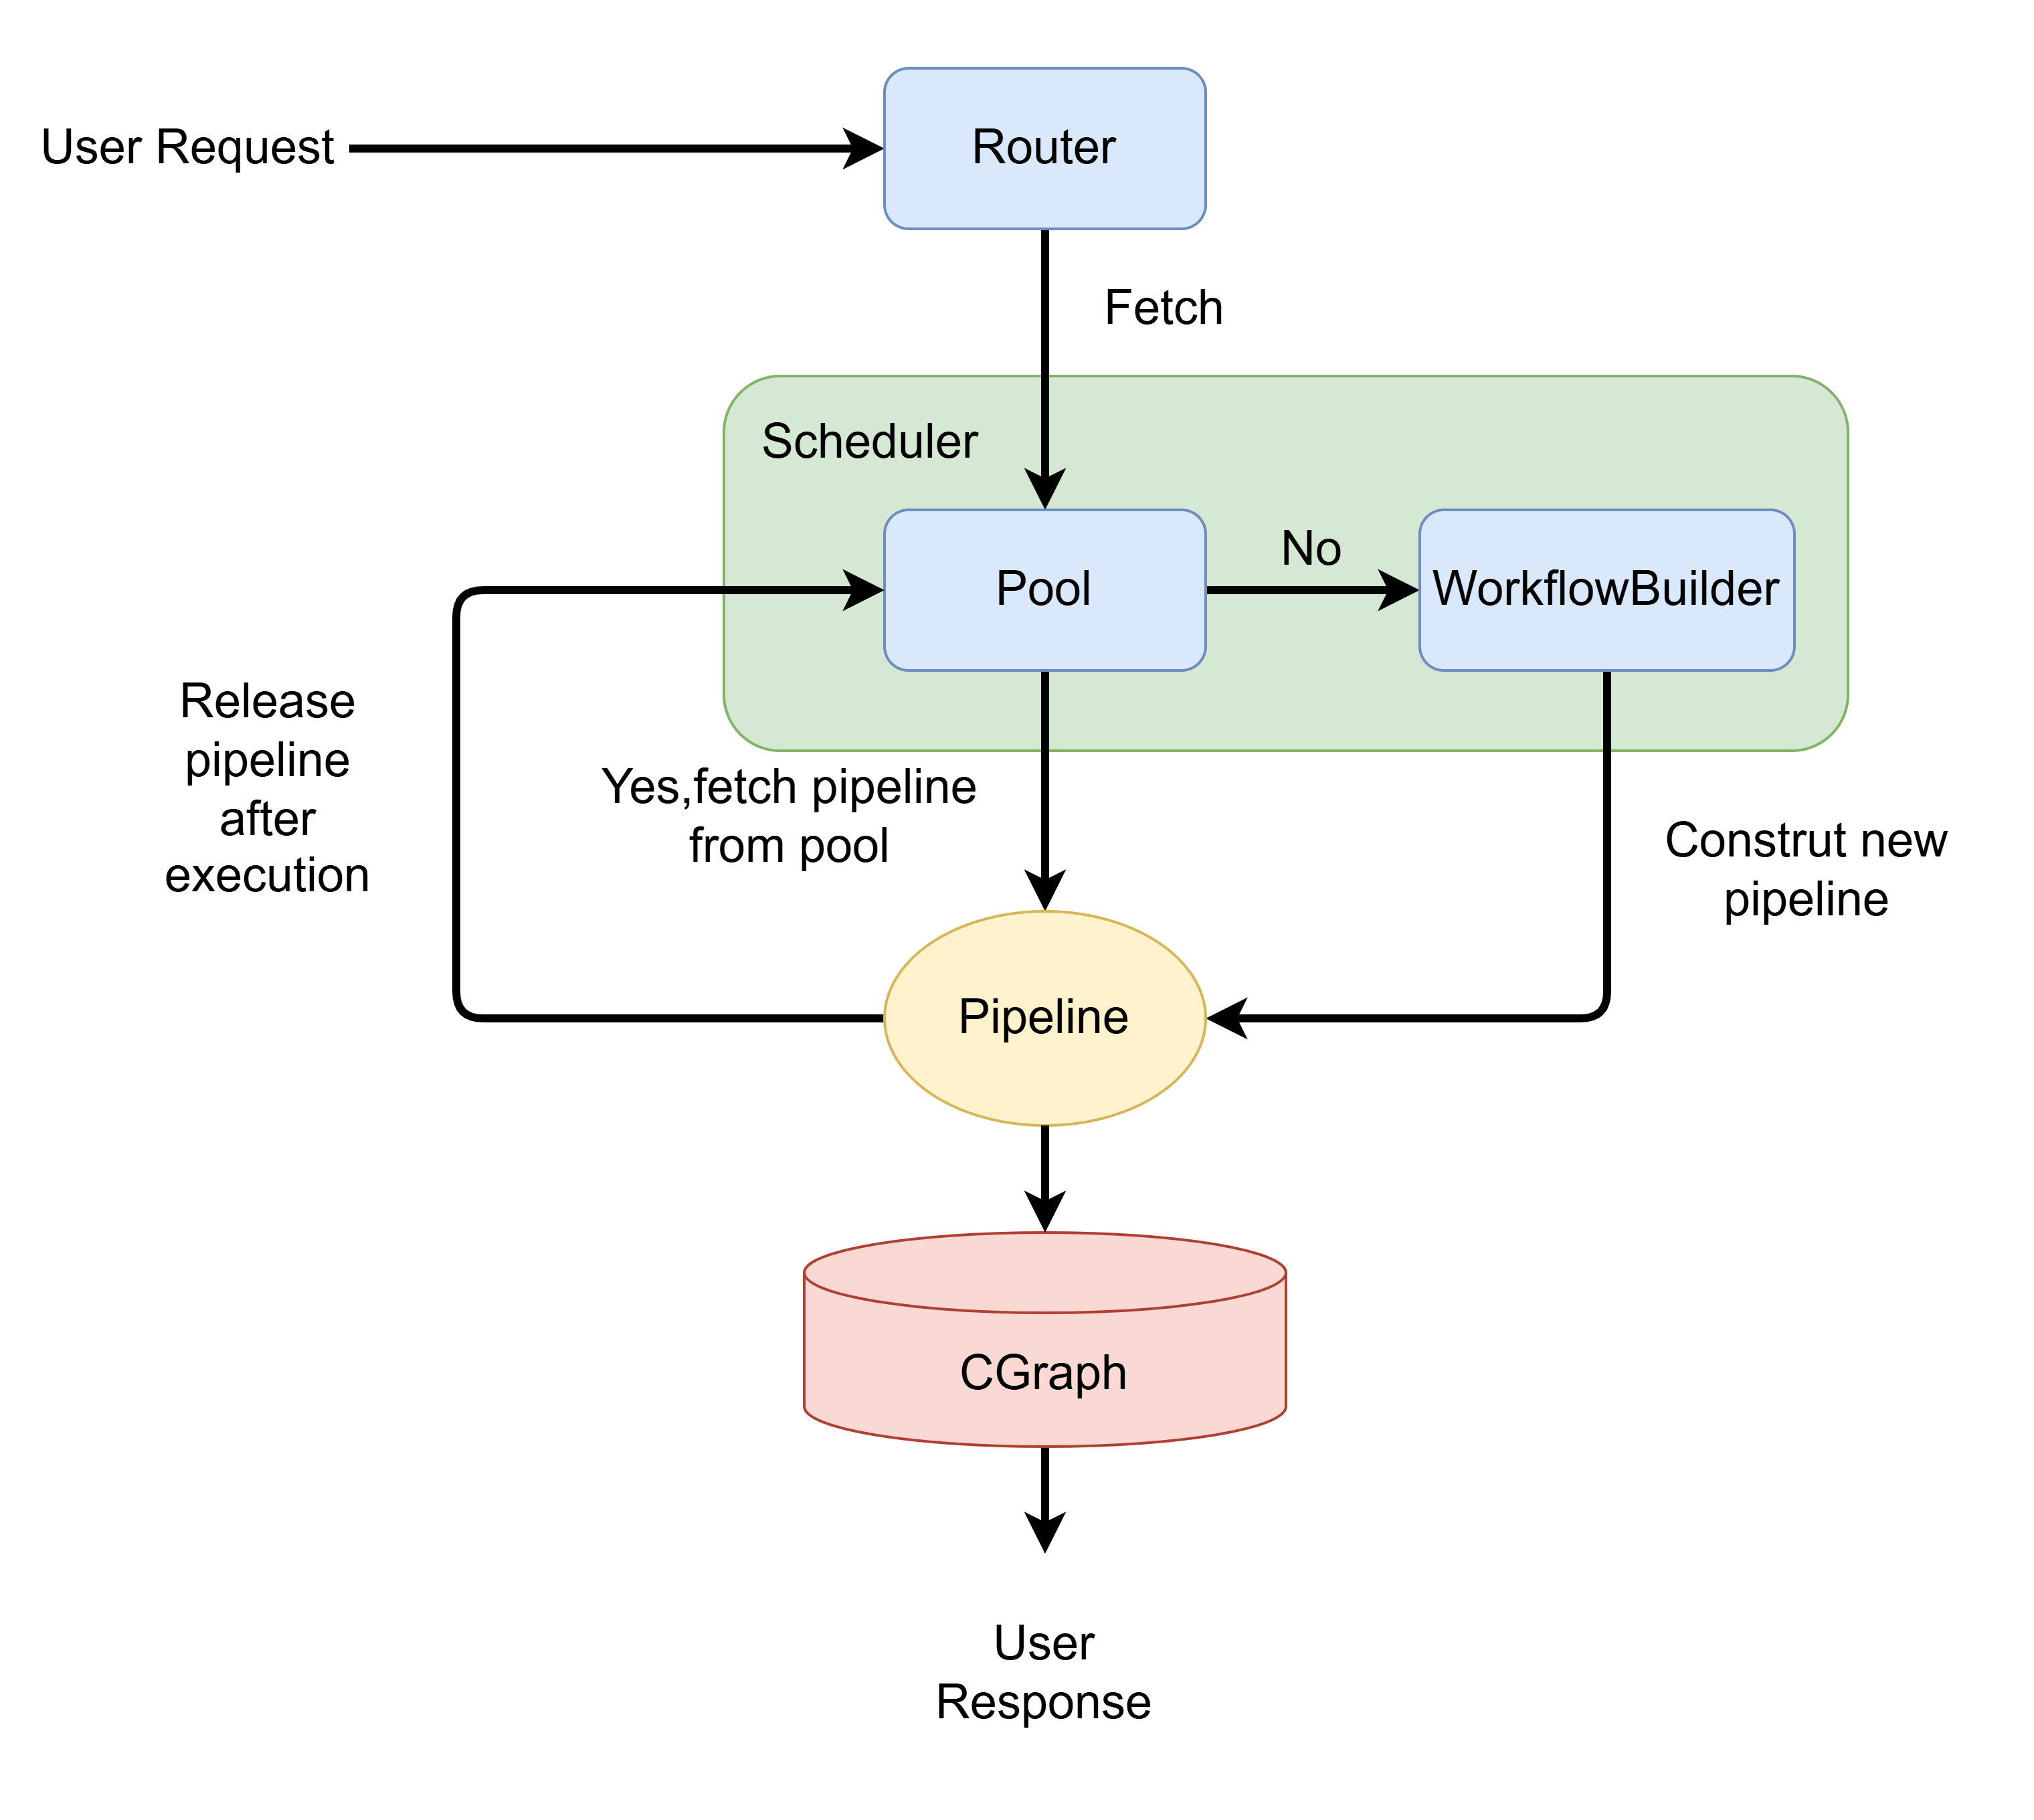 User Request
Router
Fetch
Scheduler
Pool
No
WorkflowBuilder
Release
pipeline
after
execution
Yes,fetch pipeline
from pool
Construt new
pipeline
Pipeline
CGraph
User
Response